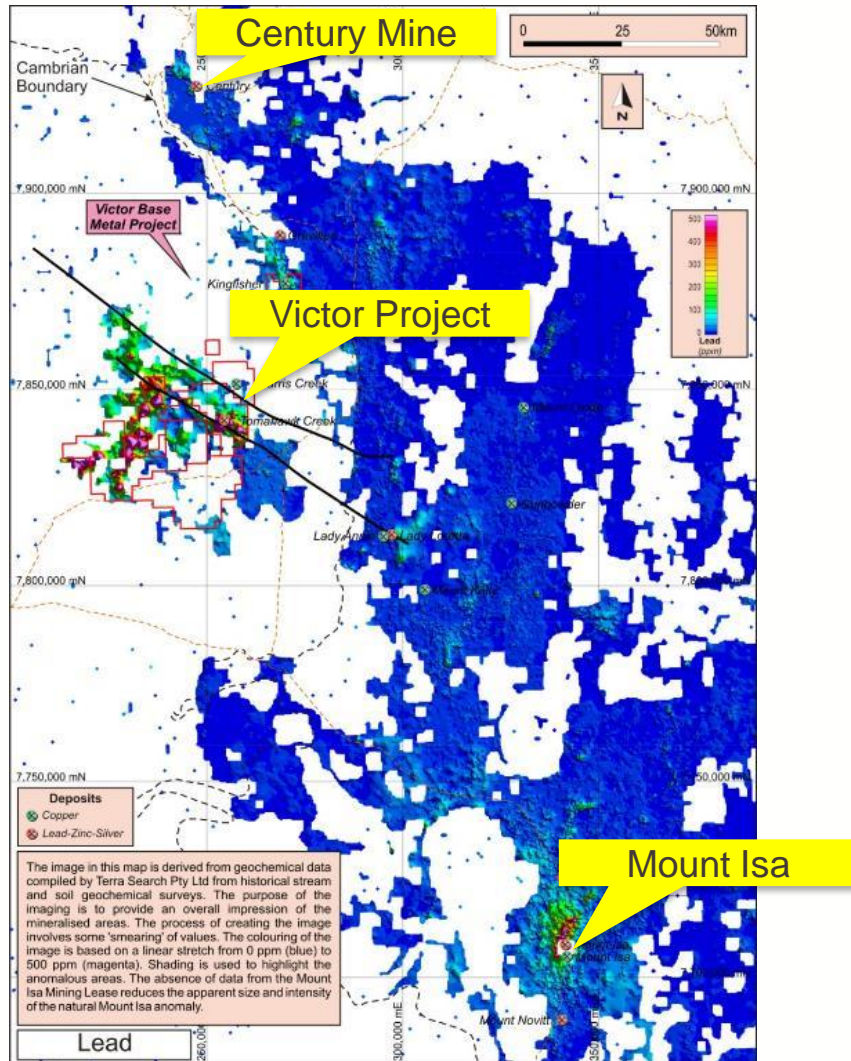 Century Mine
0 25 50km
Cambrian
Boundary
Century
N
7,900,000 mN
7,900,000 mN
Victor Base
Metal Project
500
400
300
200
100
0
Lead
(ppm)
Kingfisher
Victor Project
7,850,000 mN
Tomahawk Creek
Lady Annie
Lady Loretta
7,800,000 mN
7,750,000 mN
Deposits
Copper
Lead-Zinc-Silver
Mount Isa
The image in this map is derived from geochemical data
compiled by Terra Search Pty Ltd from historical stream
and soil geochemical surveys. The purpose of the
imaging is to provide an overall impression of the
mineralised areas. The process of creating the image
involves some 'smearing' of values. The colouring of the
image is based on a linear stretch from 0 ppm (blue) to
500 ppm (magenta). Shading is used to highlight the
anomalous areas. The absence of data from the Mount
Isa Mining Lease reduces the apparent size and intensity
of the natural Mount Isa anomaly.
Mount Isa
Mount Novitt
Lead